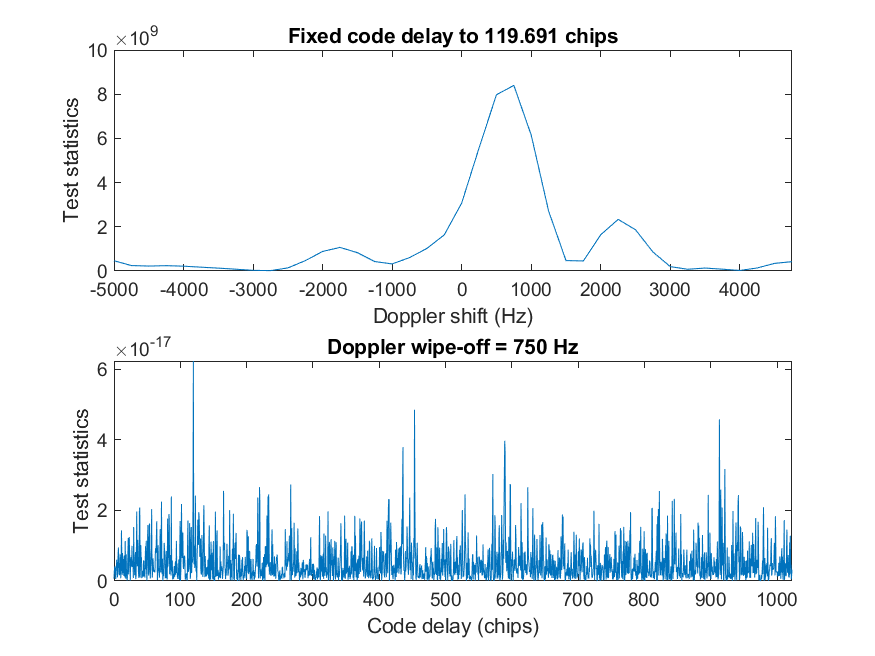 ×10^9
Fixed code delay to 119.691 chips
10
8
6
4
2
0
Test statistics
-5000 -4000 -3000 -2000 -1000 0 1000 2000 3000 4000
Doppler shift (Hz)
×10^-17
Doppler wipe-off = 750 Hz
6
4
2
0
Test statistics
0 100 200 300 400 500 600 700 800 900 1000
Code delay (chips)